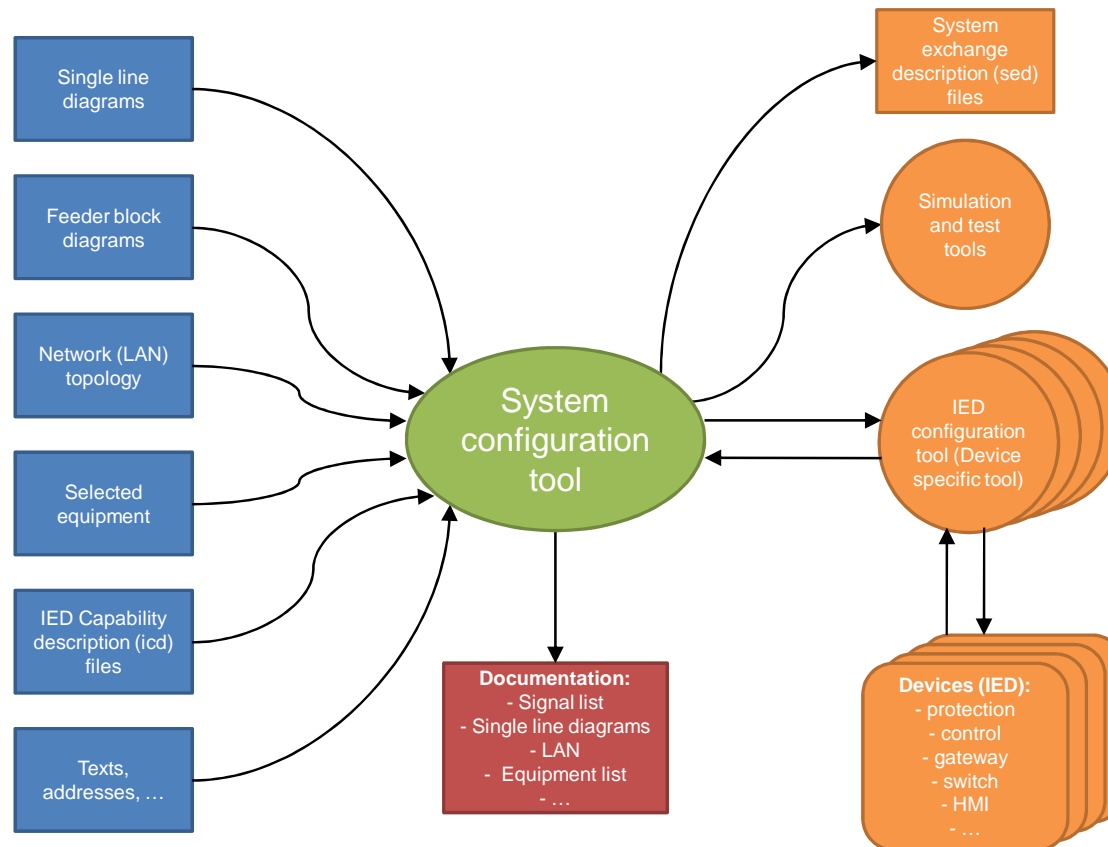 Single line
diagrams
Feeder block
diagrams
Network (LAN)
topology
Selected
equipment
IED Capability
description (icd)
files
Texts,
addresses, …
System
configuration
tool
Documentation:
- Signal list
- Single line diagrams
- LAN
- Equipment list
- …
System
exchange
description (sed)
files
Simulation
and test
tools
IED
configuration
tool (Device
specific tool)
Devices (IED):
- protection
- control
- gateway
- switch
- HMI
- …